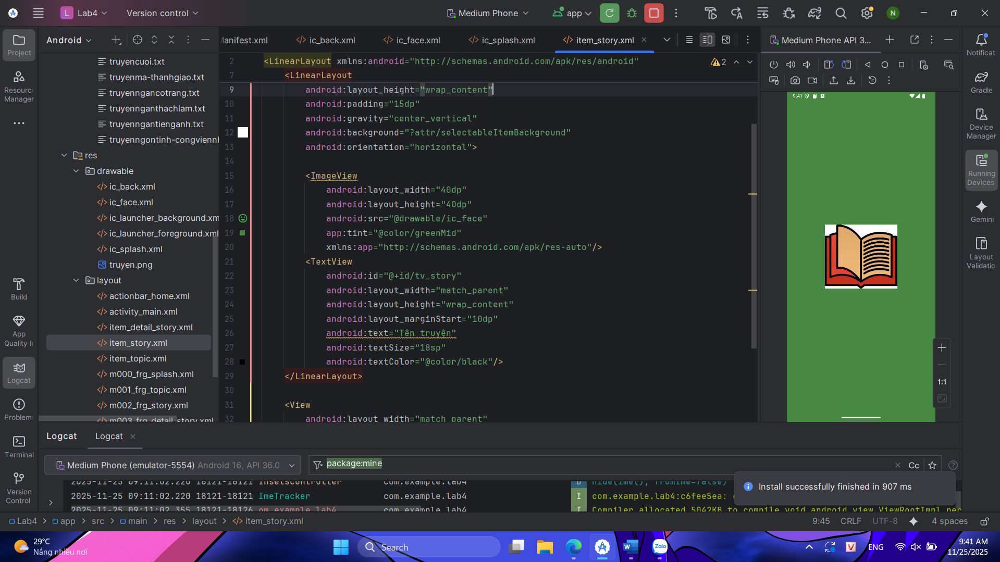 L Lab4 Version control Medium Phone app N
Project
Resource
Manager
Build
App
Quality
Logcat
Problems
Terminal
Version
Control
Android
truyencuoi.txt
truyenma-thanhgiao.txt
truyenngancotrang.txt
truyennganthachlam.txt
truyenngantienganh.txt
truyenngontinh-congvienn
res
drawable
ic_back.xml
ic_face.xml
ic_launcher_background.xm
ic_launcher_foreground.xml
ic_splash.xml
truyen.png
layout
actionbar_home.xml
activity_main.xml
item_detail_story.xml
item_story.xml
item_topic.xml
m000_frg_splash.xml
m001_frg_topic.xml
m002_frg_story.xml
m003_frg_detail_story.xml
Manifest.xml ic_back.xml ic_face.xml ic_splash.xml item_story.xml
2 <LinearLayout xmlns:android="http://schemas.android.com/apk/res/android" 2
7 <LinearLayout
9 android:layout_height="wrap_content"
10 android:padding="15dp"
11 android:gravity="center_vertical"
12 android:background="?attr/selectableItemBackground"
13 android:orientation="horizontal">
14
15 <ImageView
16 android:layout_width="40dp"
17 android:layout_height="40dp"
18 android:src="@drawable/ic_face"
19 app:tint="@color/greenMid"
20 xmlns:app="http://schemas.android.com/apk/res-auto"/>
21 <TextView
22 android:id="@+id/tv_story"
23 android:layout_width="match_parent"
24 android:layout_height="wrap_content"
25 android:layout_marginStart="10dp"
26 android:text="Tên truyện"
27 android:textSize="18sp"
28 android:textColor="@color/black"/>
29 </LinearLayout>
30
31 <View
32 android:layout_width="match_parent"
Medium Phone API 3...
9:41
1:1
Notificat
Gradle
Device
Manager
Running
Devices
Gemini
Layout
Validatio
Logcat Logcat
Medium Phone (emulator-5554) Android 16, API 36.0 package:mine Cc
2025-11-25 09:11:02.220 18121-18121 InsetsController com.example.lab4 D hide(ime(), fromIme=false)
2025-11-25 09:11:02.220 18121-18121 ImeTracker com.example.lab4 I com.example.lab4:c6fee5ea:
2025-11-25 09:11:02.355 18121-18126 om.example.lab4 com.example.lab4 I Compiler allocated 5042KB to compile void android.view.ViewRootImpl.per
Install successfully finished in 907 ms
Lab4 > app > src > main > res > layout > item_story.xml 9:45 CRLF UTF-8 4 spaces
29°C
Nắng nhiều nơi
Search
Zalo
ENG
9:41 AM
11/25/2025